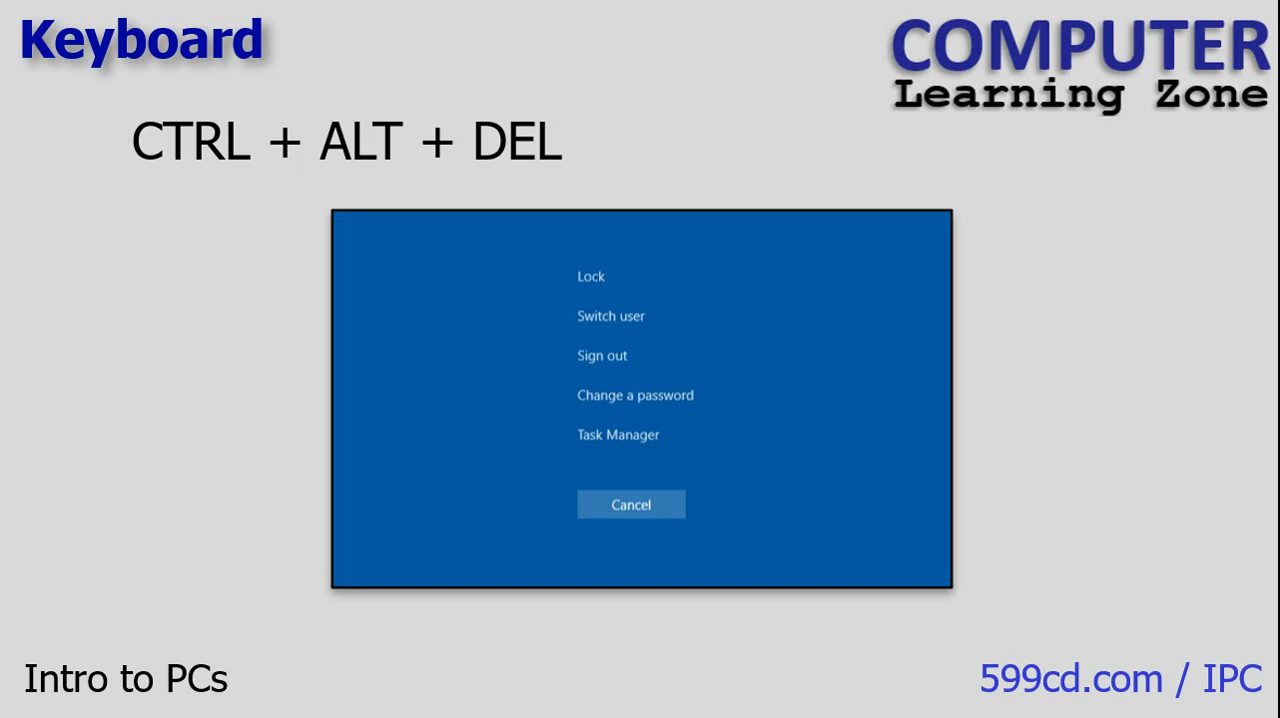 Keyboard
COMPUTER
Learning Zone
CTRL + ALT + DEL
Lock
Switch user
Sign out
Change a password
Task Manager
Cancel
Intro to PCs
599cd.com / IPC